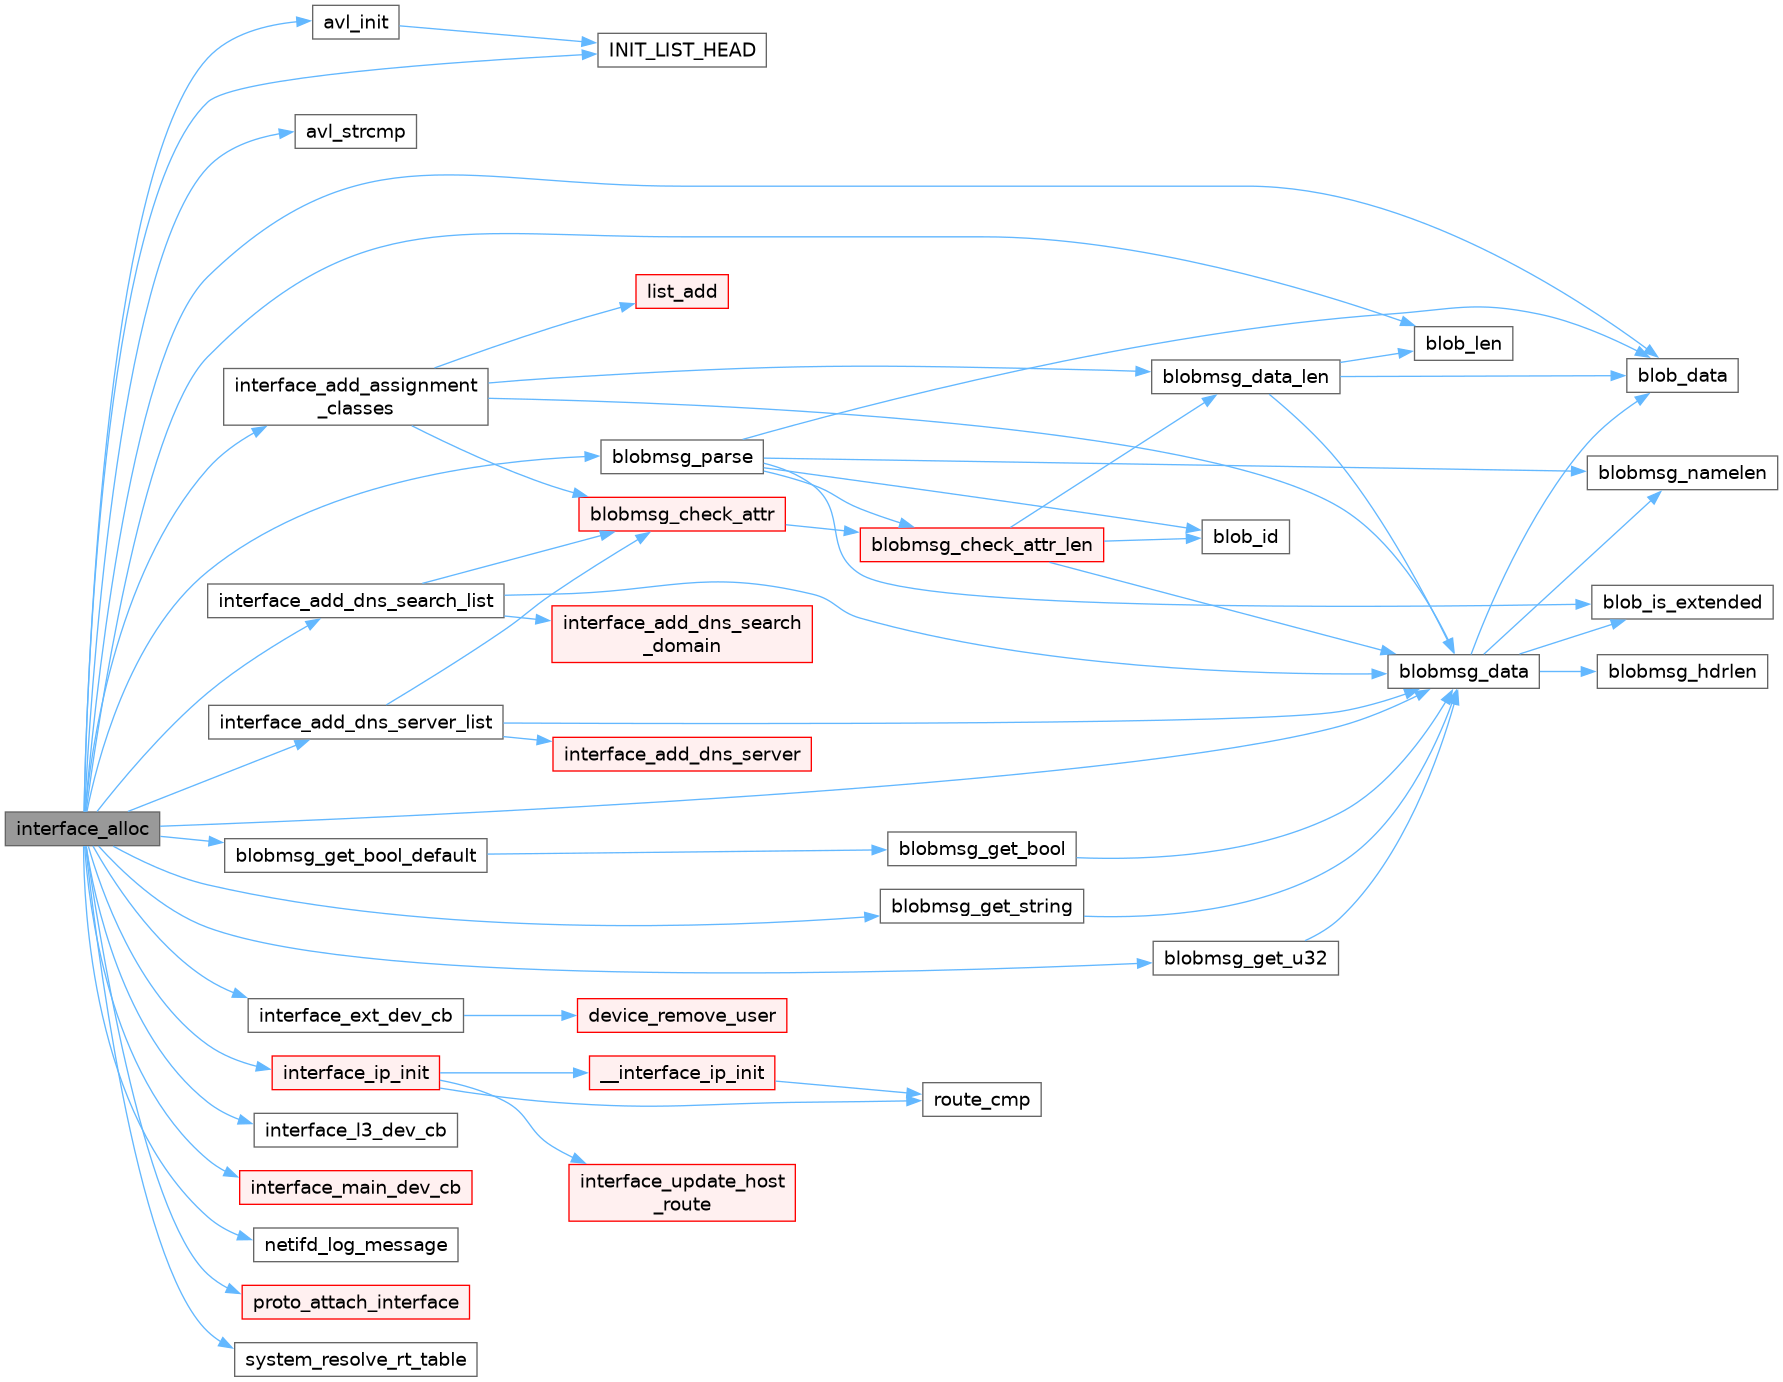 avl_init
INIT_LIST_HEAD
avl_strcmp
list_add
blob_len
interface_add_assignment
_classes
blobmsg_data_len
blob_data
blobmsg_parse
blobmsg_namelen
blobmsg_check_attr
blobmsg_check_attr_len
blob_id
interface_add_dns_search_list
blob_is_extended
interface_add_dns_search
_domain
blobmsg_data
blobmsg_hdrlen
interface_add_dns_server_list
interface_add_dns_server
interface_alloc
blobmsg_get_bool_default
blobmsg_get_bool
blobmsg_get_string
blobmsg_get_u32
interface_ext_dev_cb
device_remove_user
interface_ip_init
__interface_ip_init
route_cmp
interface_l3_dev_cb
interface_main_dev_cb
interface_update_host
_route
netifd_log_message
proto_attach_interface
system_resolve_rt_table